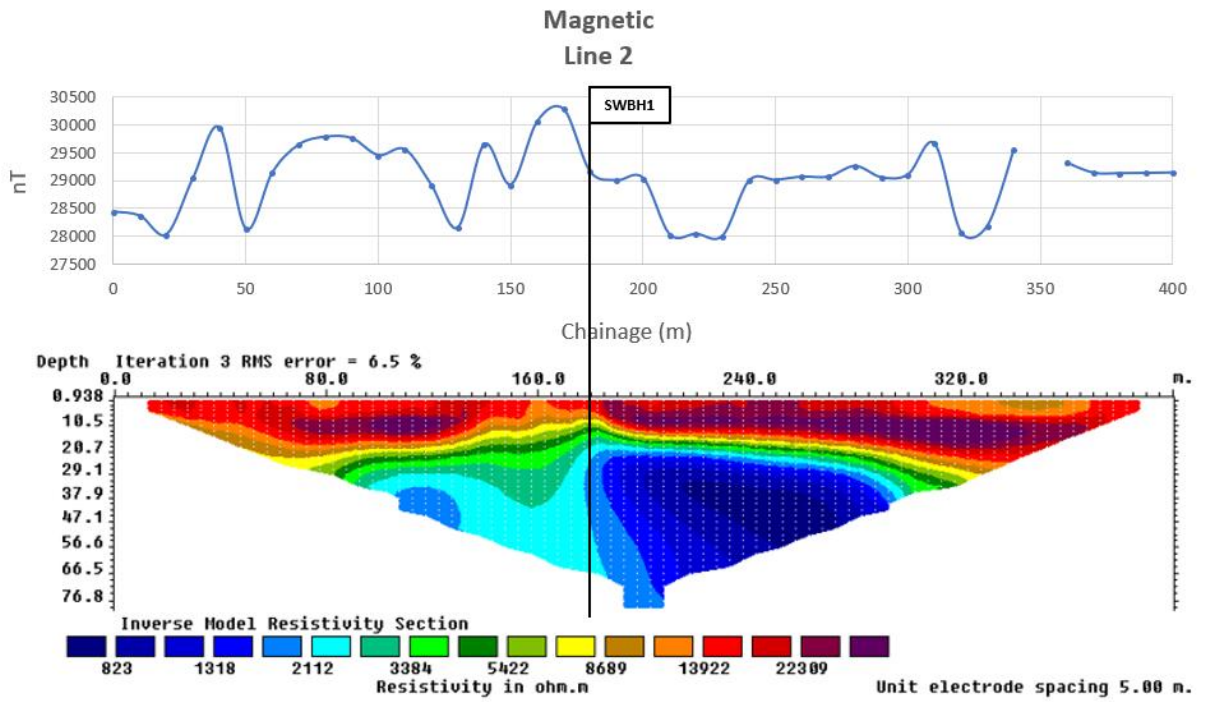 Magnetic
Line 2
SWBH1
30500
30000
29500
29000
28500
28000
27500
nT
0 50 100 150 200 250 300 350 400
Chainage (m)
Depth Iteration 3 RMS error = 6.5 %
0.0 80.0 160.0 240.0 320.0 m.
0.938
10.5
20.7
29.1
37.9
47.1
56.6
66.5
76.8
Inverse Model Resistivity Section
823 1318 2112 3384 5422 8689 13922 22309
Resistivity in ohm.m
Unit electrode spacing 5.00 m.